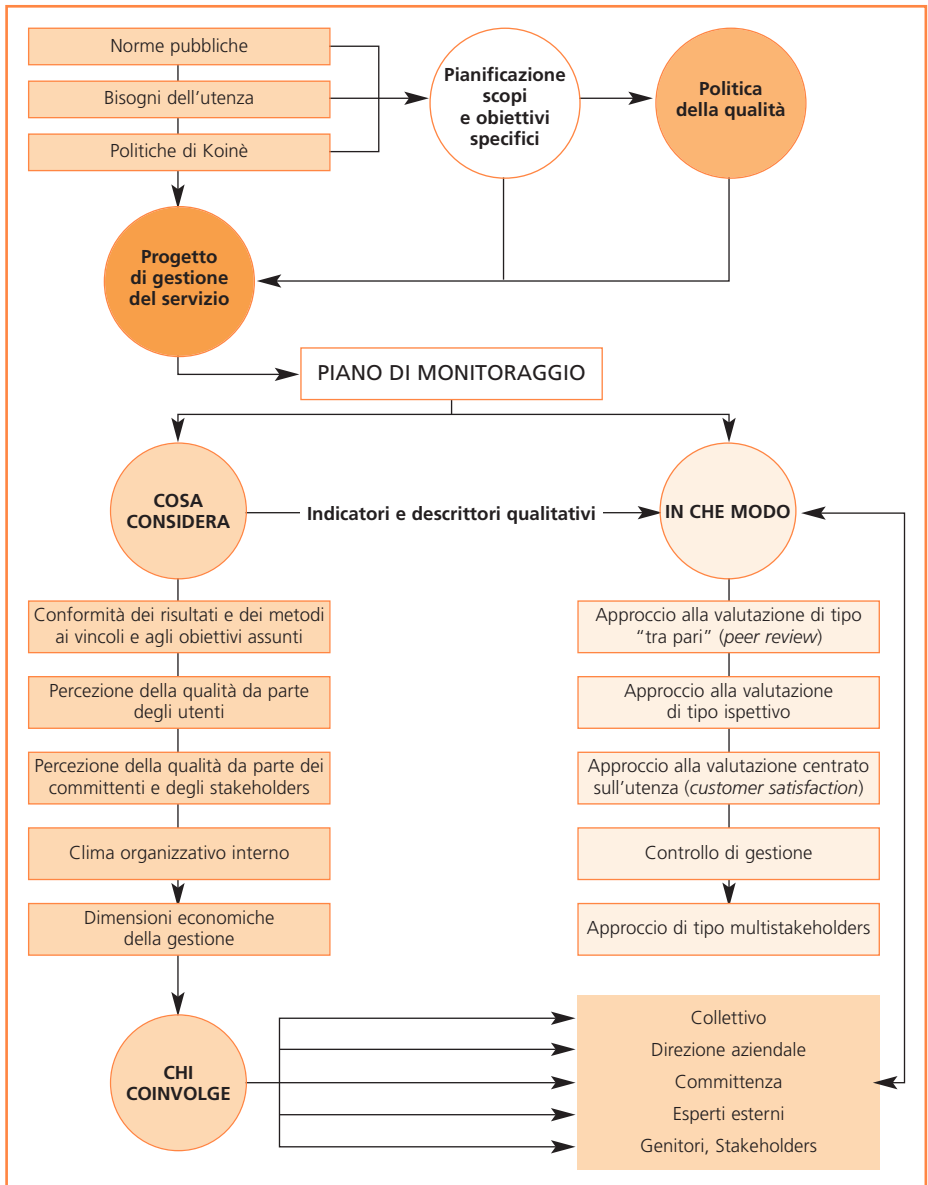 Norme pubbliche
Bisogni dell'utenza
Politiche di Koinè
Pianificazione
scopi
e obiettivi
specifici
Politica
della qualità
Progetto
di gestione
del servizio
PIANO DI MONITORAGGIO
COSA
CONSIDERA
Indicatori e descrittori qualitativi
IN CHE MODO
Conformità dei risultati e dei metodi
ai vincoli e agli obiettivi assunti
Percezione della qualità da parte
degli utenti
Percezione della qualità da parte dei
committenti e degli stakeholders
Clima organizzativo interno
Dimensioni economiche
della gestione
Approccio alla valutazione di tipo
“tra pari” (peer review)
Approccio alla valutazione
di tipo ispettivo
Approccio alla valutazione centrato
sull'utenza (customer satisfaction)
Controllo di gestione
Approccio di tipo multistakeholders
CHI
COINVOLGE
Collettivo
Direzione aziendale
Committenza
Esperti esterni
Genitori, Stakeholders